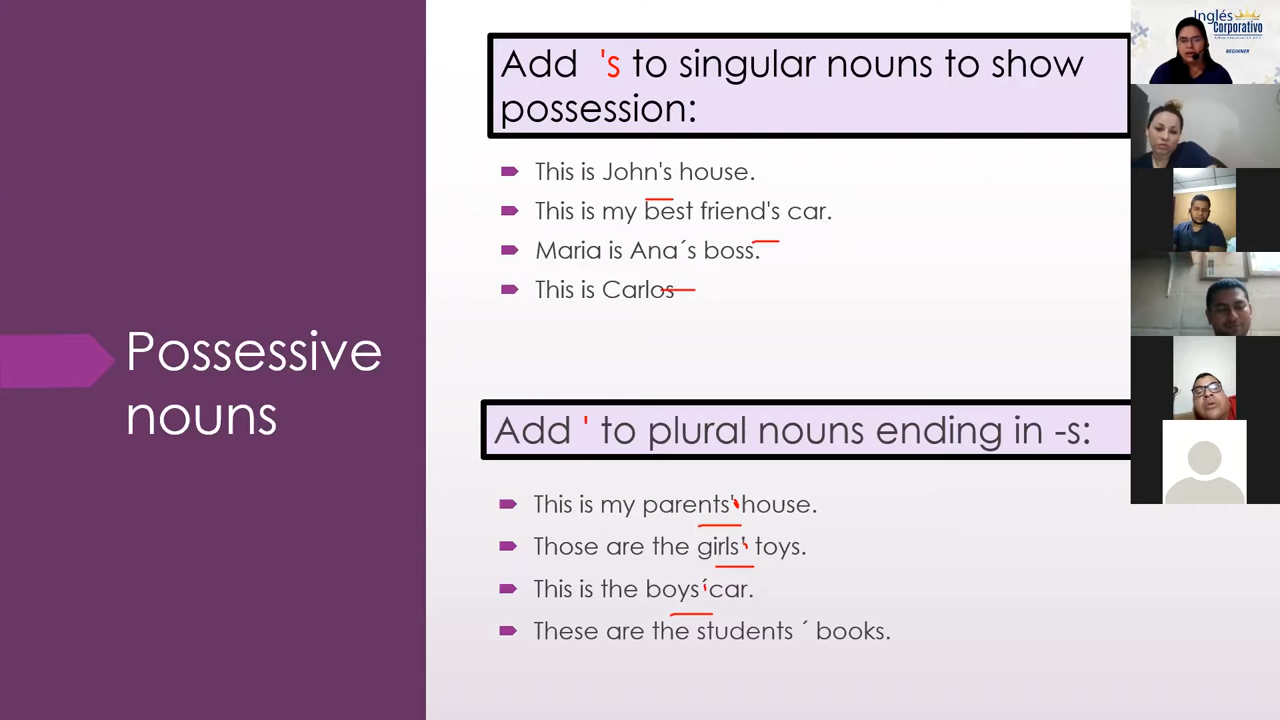 Possessive
nouns
Add 's to singular nouns to show
possession:
This is John's house.
This is my best friend's car.
Maria is Ana´s boss.
This is Carlos
Add ' to plural nouns ending in -s:
This is my parents' house.
Those are the girls' toys.
This is the boys´car.
These are the students ´ books.
Inglés
Corporativo
BEGINNER